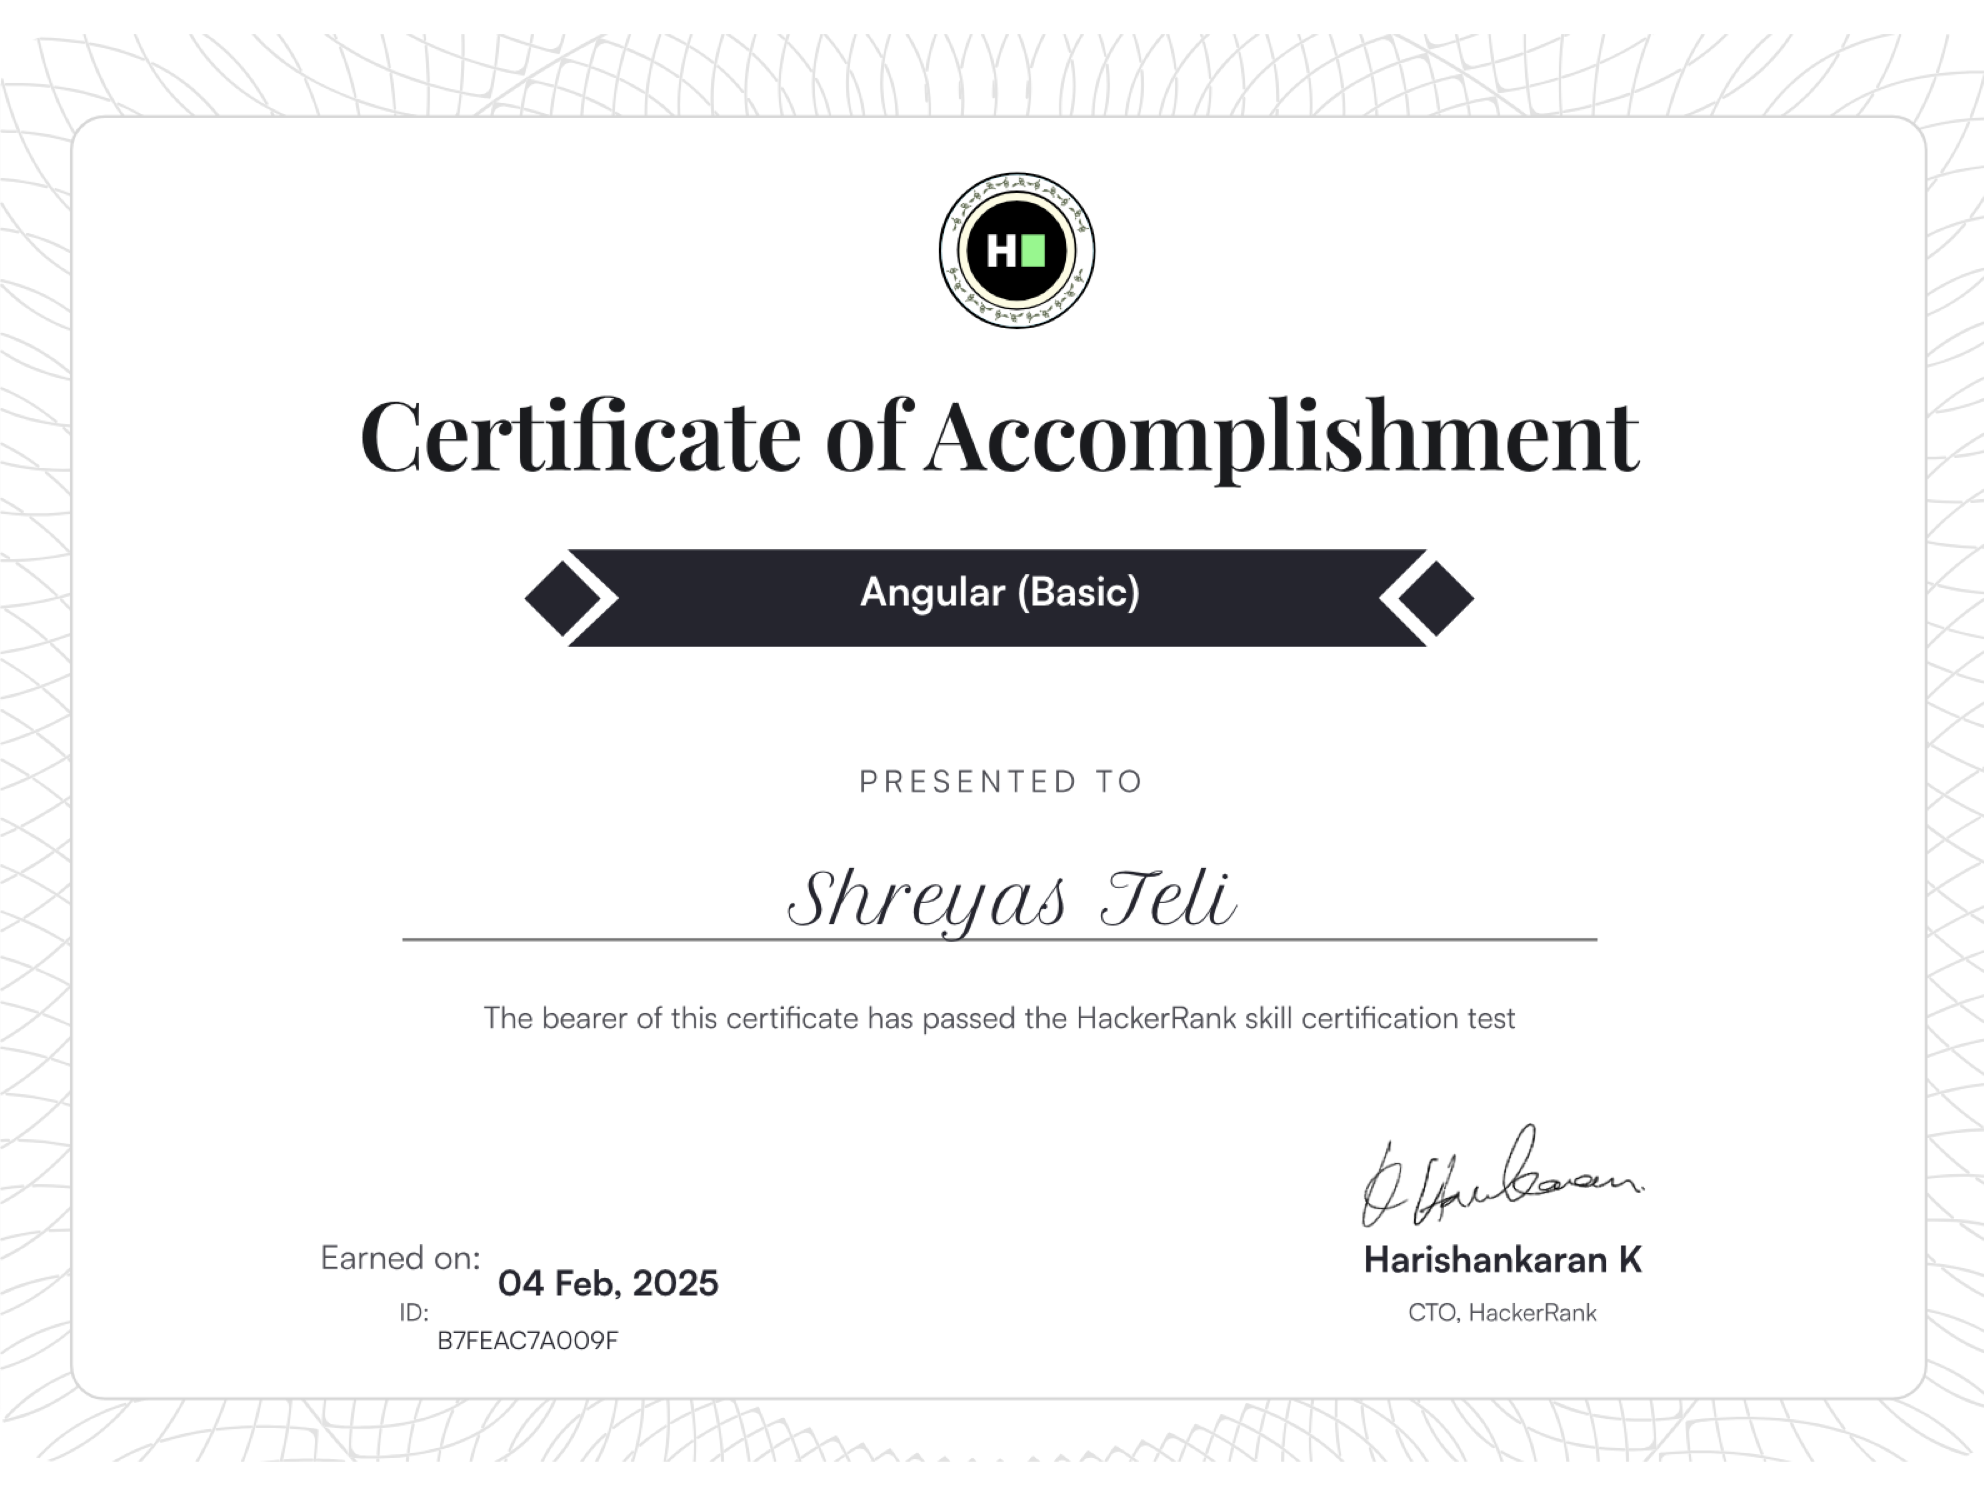 H
Certificate of Accomplishment
Angular (Basic)
PRESENTED TO
Shreyas Teli
The bearer of this certificate has passed the HackerRank skill certification test
Earned on: 04 Feb, 2025
ID: B7FEAC7A009F
Harishankaran K
CTO, HackerRank